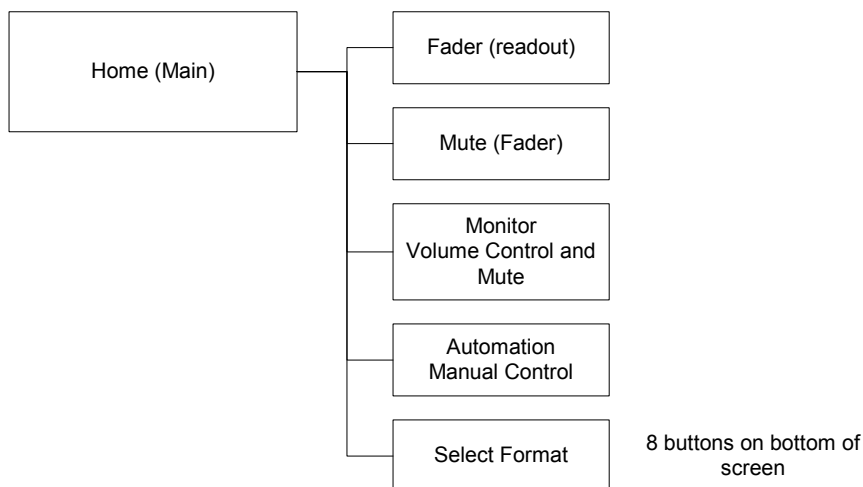 Home (Main)
Fader (readout)
Mute (Fader)
Monitor
Volume Control and
Mute
Automation
Manual Control
Select Format
8 buttons on bottom of
screen